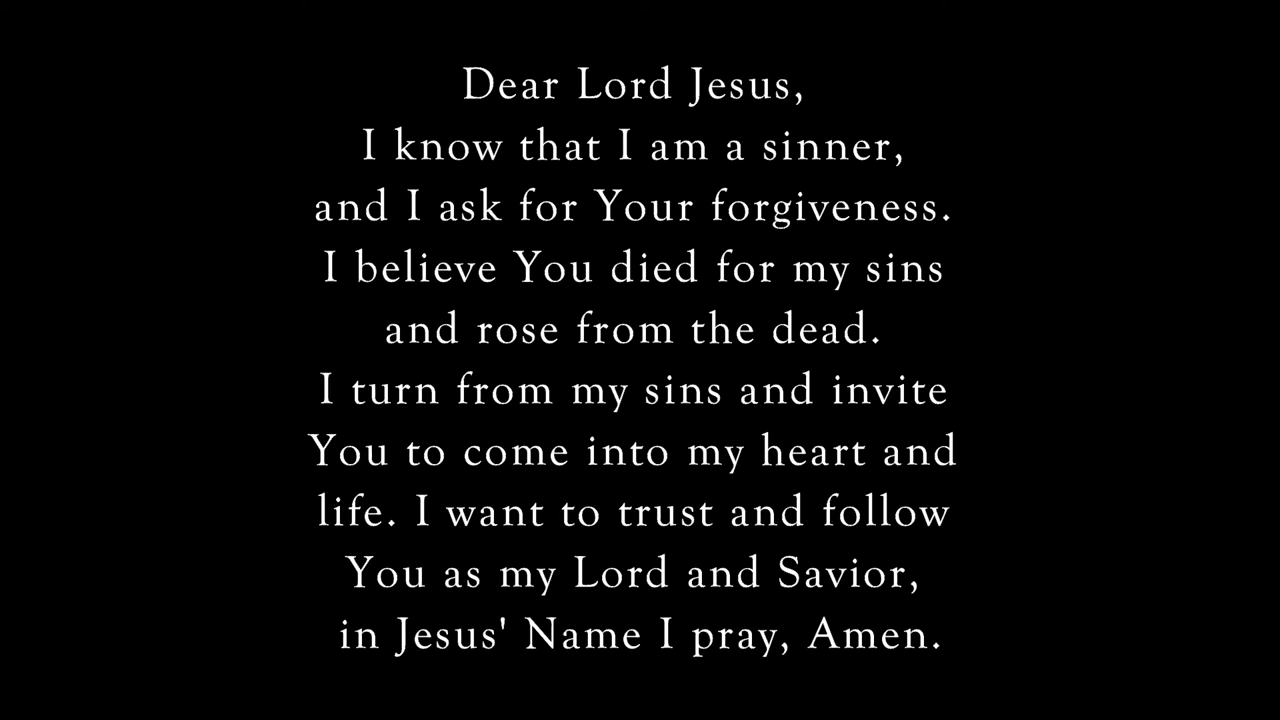 Dear Lord Jesus,
I know that I am a sinner,
and I ask for Your forgiveness.
I believe You died for my sins
and rose from the dead.
I turn from my sins and invite
You to come into my heart and
life. I want to trust and follow
You as my Lord and Savior,
in Jesus' Name I pray, Amen.